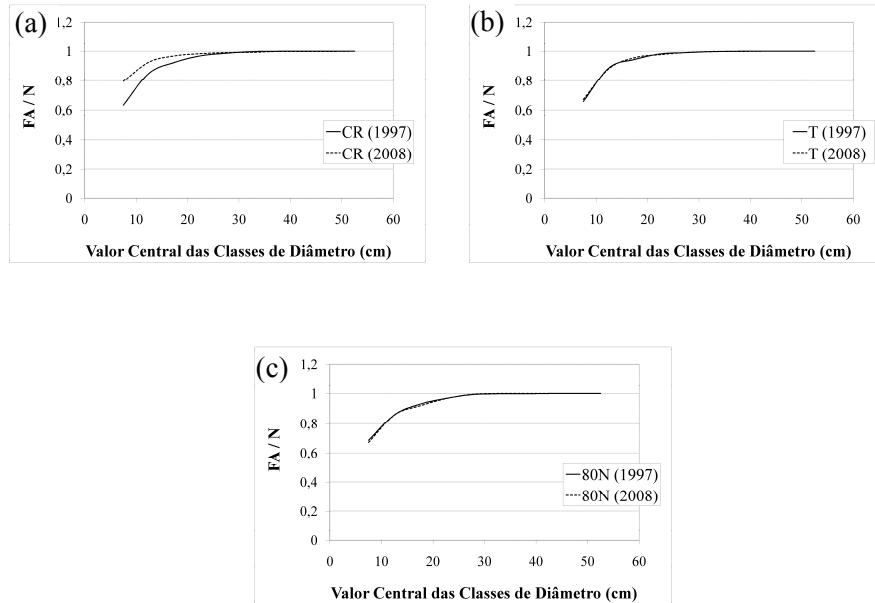 (a)
1,2
1
0,8
0,6
0,4
0,2
0
FA / N
CR (1997)
CR (2008)
0 10 20 30 40 50 60
Valor Central das Classes de Diâmetro (cm)
(b)
1,2
1
0,8
0,6
0,4
0,2
0
FA / N
T (1997)
T (2008)
0 10 20 30 40 50 60
Valor Central das Classes de Diâmetro (cm)
(c)
1,2
1
0,8
0,6
0,4
0,2
0
FA / N
80N (1997)
80N (2008)
0 10 20 30 40 50 60
Valor Central das Classes de Diâmetro (cm)